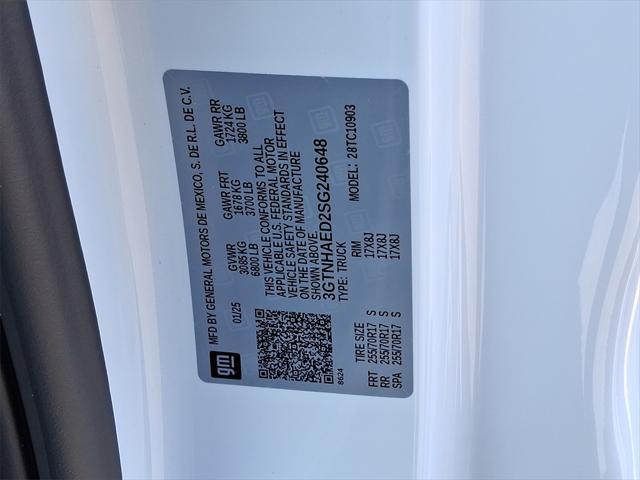 gm
MFD BY GENERAL MOTORS DE MEXICO, S. DE R.L. DE C.V.
01/25
GVWR GAWR FRT GAWR RR
3085 KG 1678 KG 1724 KG
6800 LB 3700 LB 3800 LB
THIS VEHICLE CONFORMS TO ALL
APPLICABLE U.S. FEDERAL MOTOR
VEHICLE SAFETY STANDARDS IN EFFECT
ON THE DATE OF MANUFACTURE
SHOWN ABOVE.
3GTNHAED2SG240648
TYPE: TRUCK MODEL: 28TC10903
8624
TIRE SIZE RIM
FRT 255/70R17 S 17X8J
RR 255/70R17 S 17X8J
SPA 255/70R17 S 17X8J